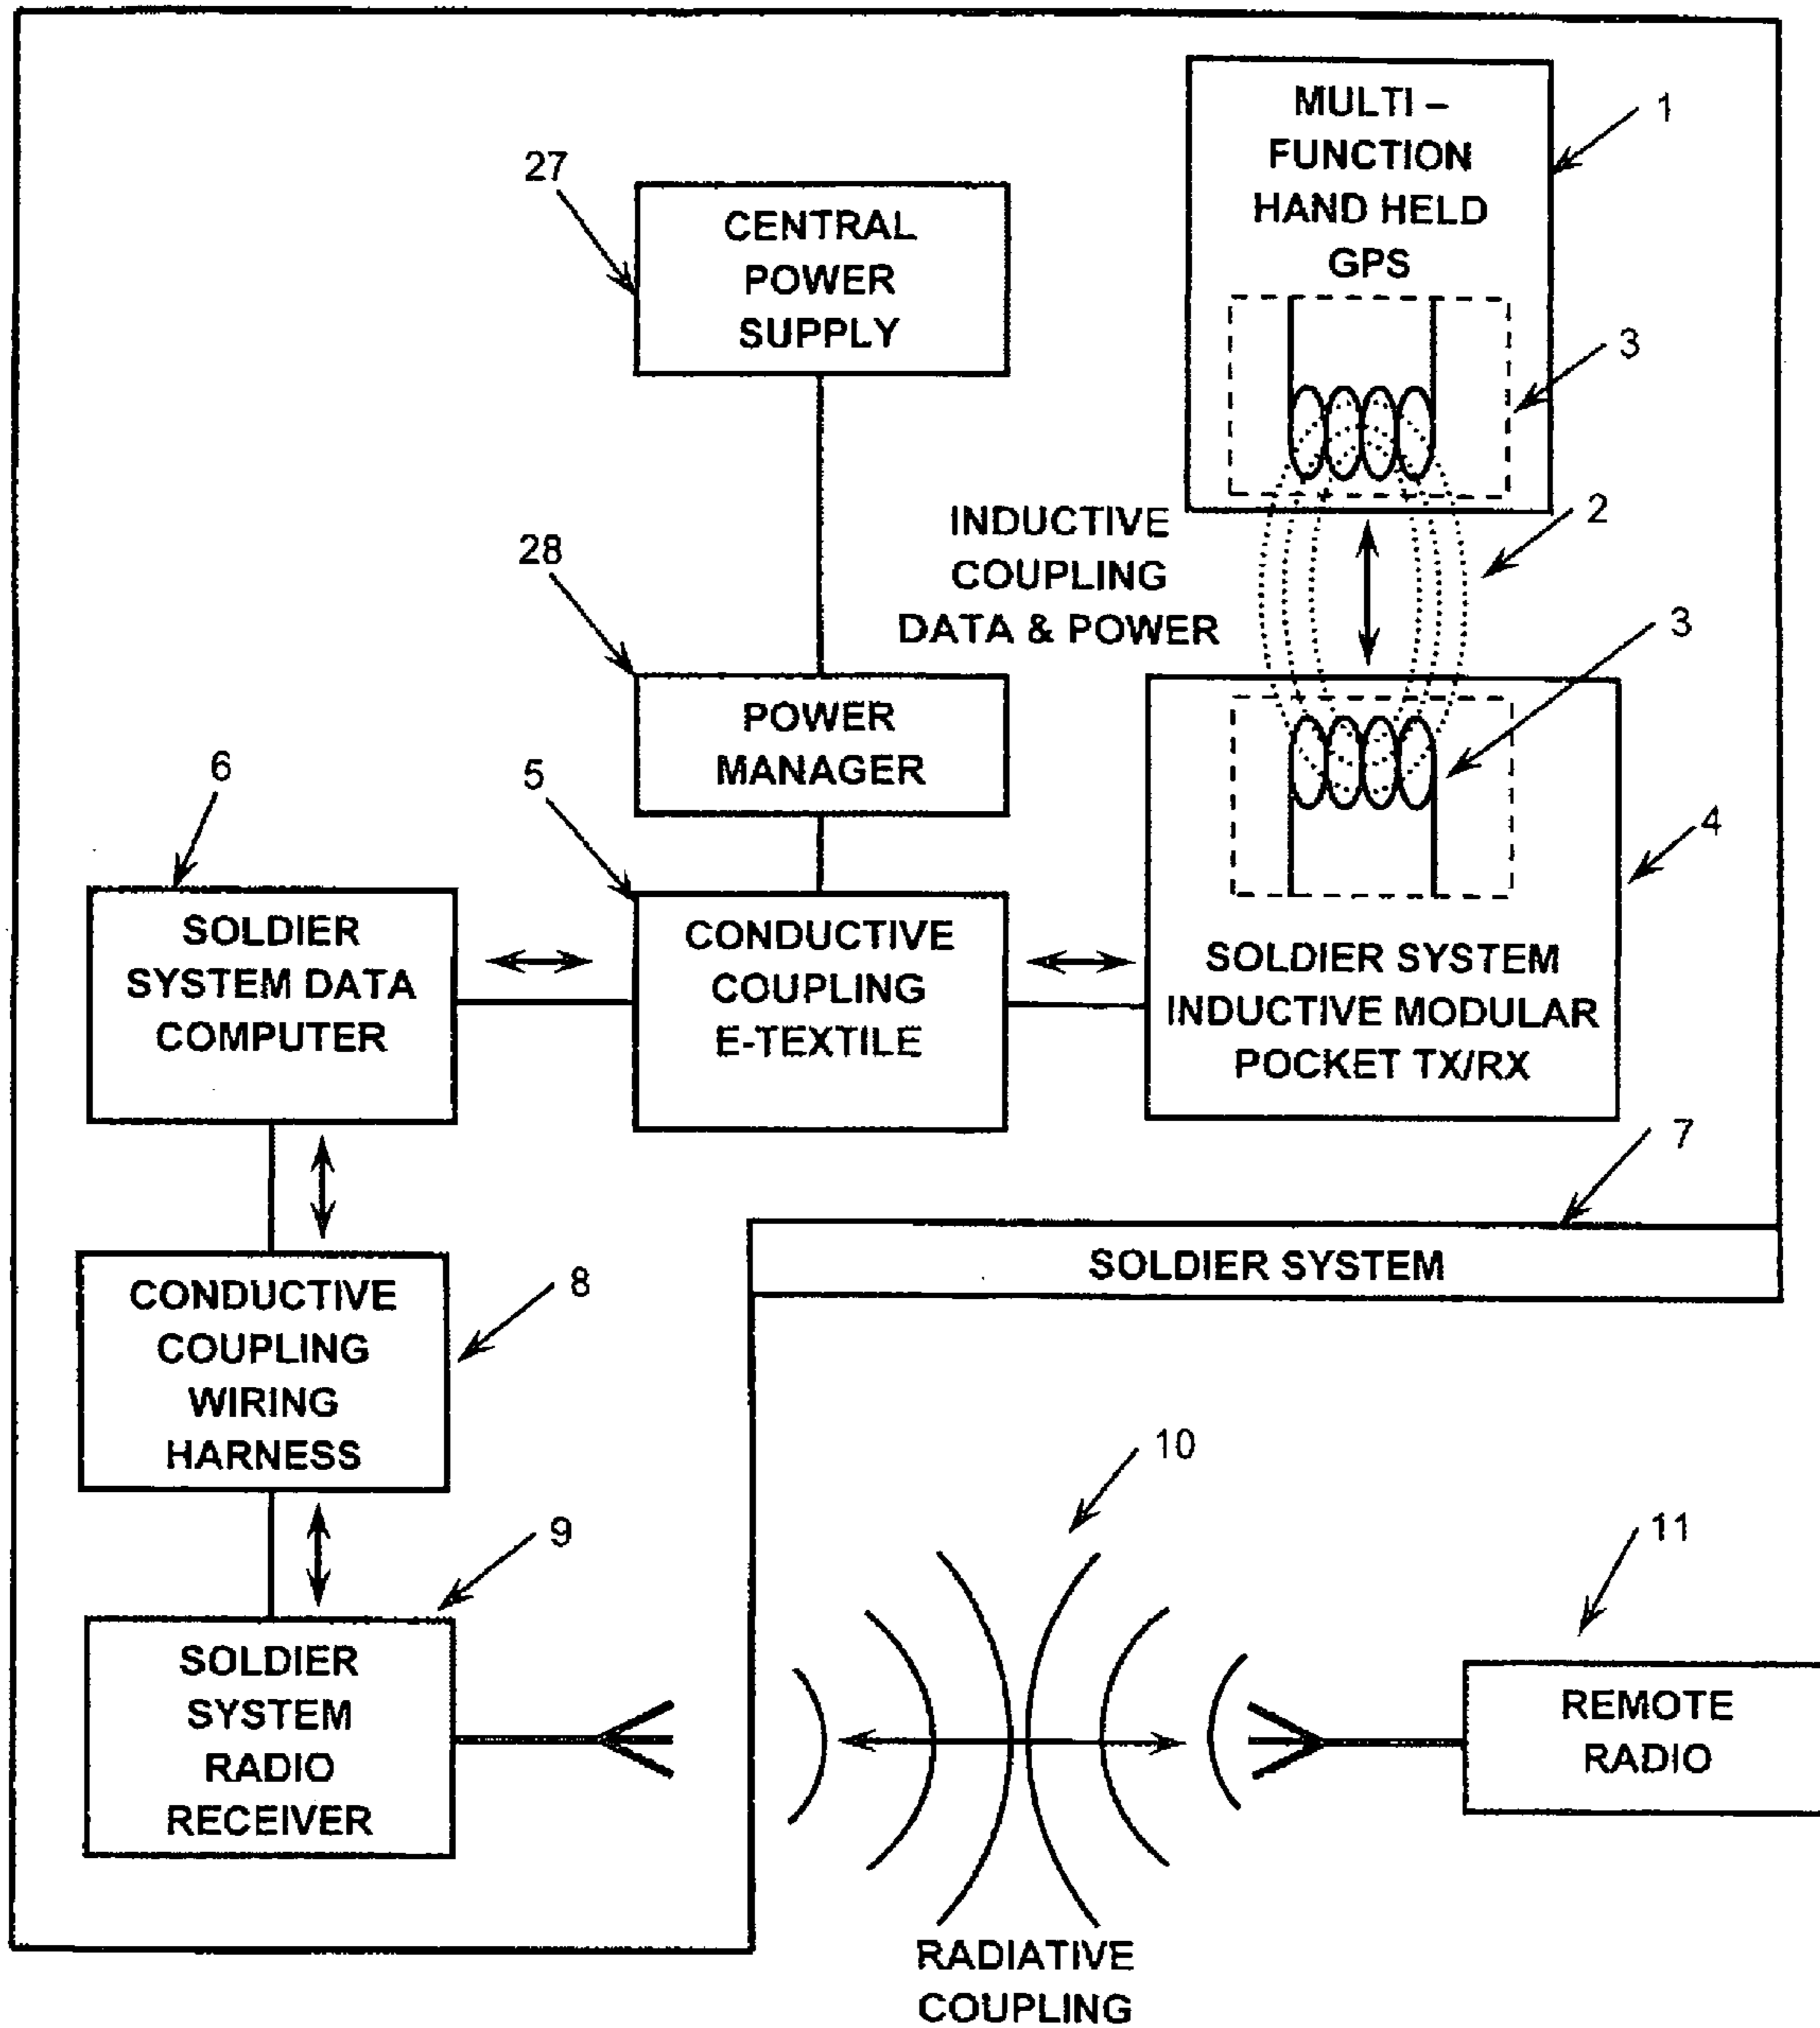 MULTI –
FUNCTION
HAND HELD
GPS
1
27
CENTRAL
POWER
SUPPLY
3
2
INDUCTIVE
COUPLING
DATA & POWER
28
3
POWER
MANAGER
6
5
4
SOLDIER
SYSTEM DATA
COMPUTER
CONDUCTIVE
COUPLING
E-TEXTILE
SOLDIER SYSTEM
INDUCTIVE MODULAR
POCKET TX/RX
7
SOLDIER SYSTEM
CONDUCTIVE
COUPLING
WIRING
HARNESS
8
10
9
11
SOLDIER
SYSTEM
RADIO
RECEIVER
REMOTE
RADIO
RADIATIVE
COUPLING